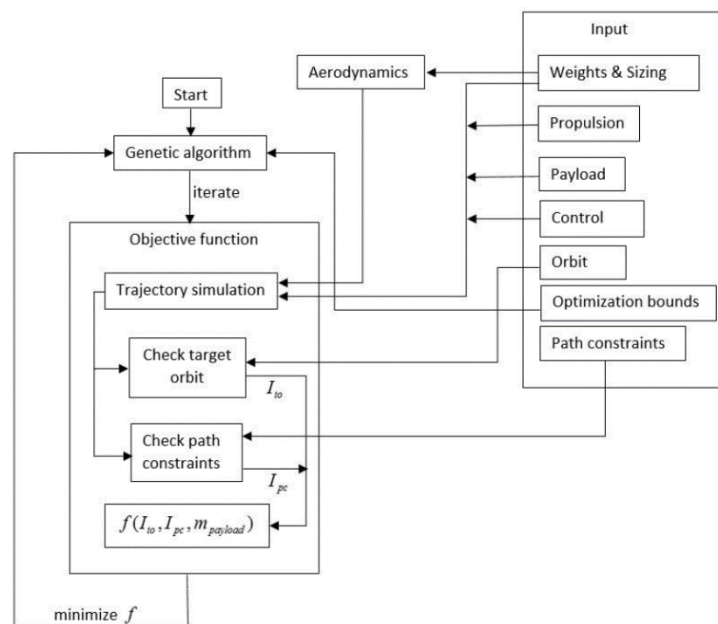 Input
Aerodynamics
Weights & Sizing
Start
Propulsion
Genetic algorithm
iterate
Payload
Control
Objective function
Orbit
Trajectory simulation
Optimization bounds
Path constraints
Check target
orbit
I_to
Check path
constraints
I_pc
f(I_to, I_pc, m_payload)
minimize f